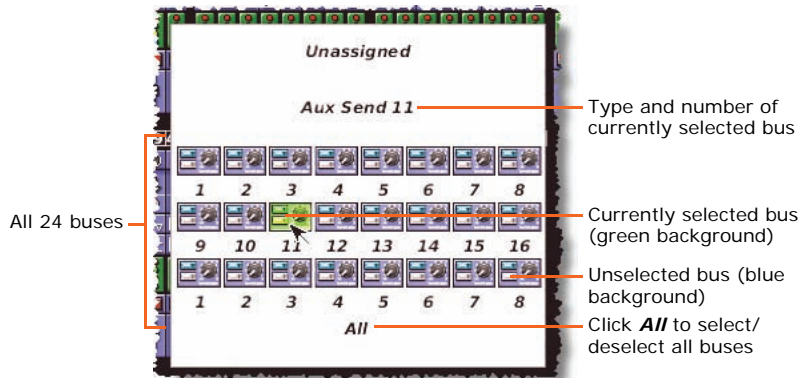 Unassigned
Aux Send 11
Type and number of
currently selected bus
1 2 3 4 5 6 7 8
All 24 buses
Currently selected bus
(green background)
9 10 11 12 13 14 15 16
Unselected bus (blue
background)
1 2 3 4 5 6 7 8
All
Click All to select/
deselect all buses